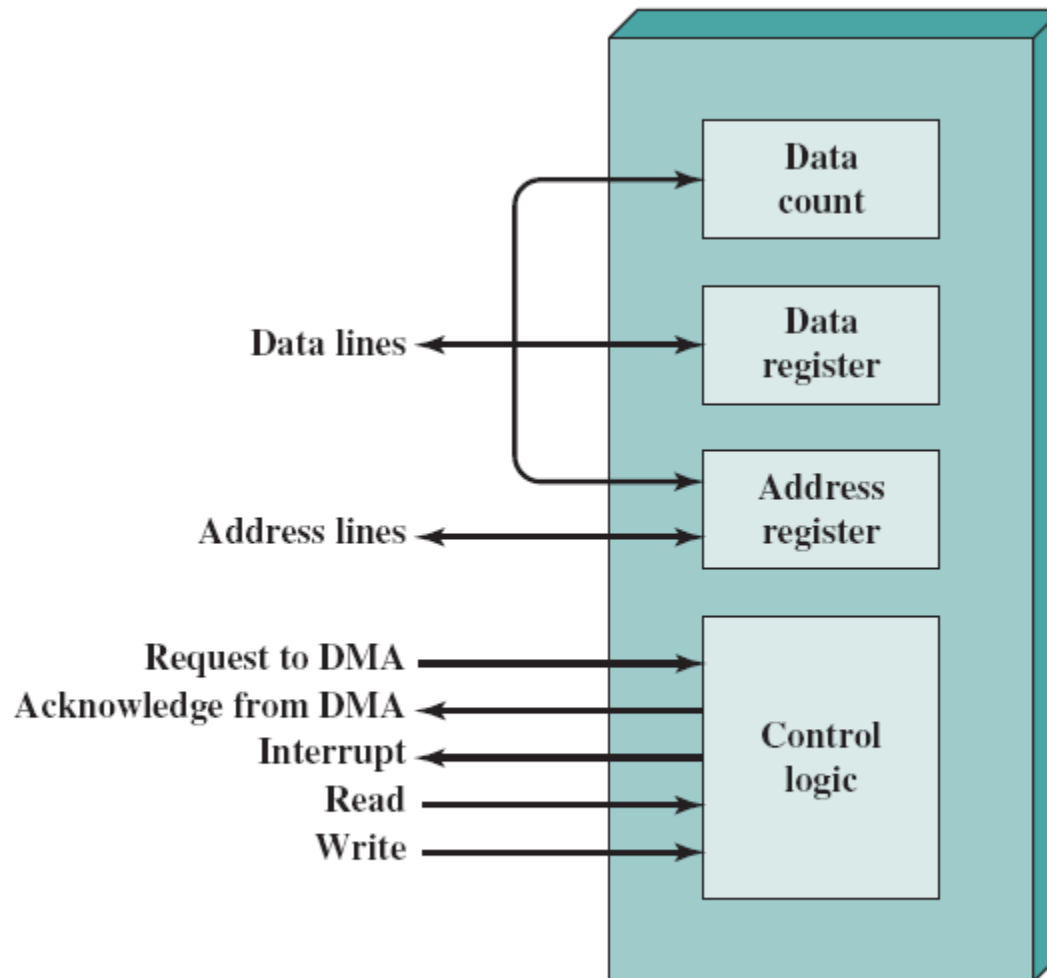 Data
count
Data lines
Data
register
Address
register
Address lines
Request to DMA
Acknowledge from DMA
Interrupt
Read
Write
Control
logic